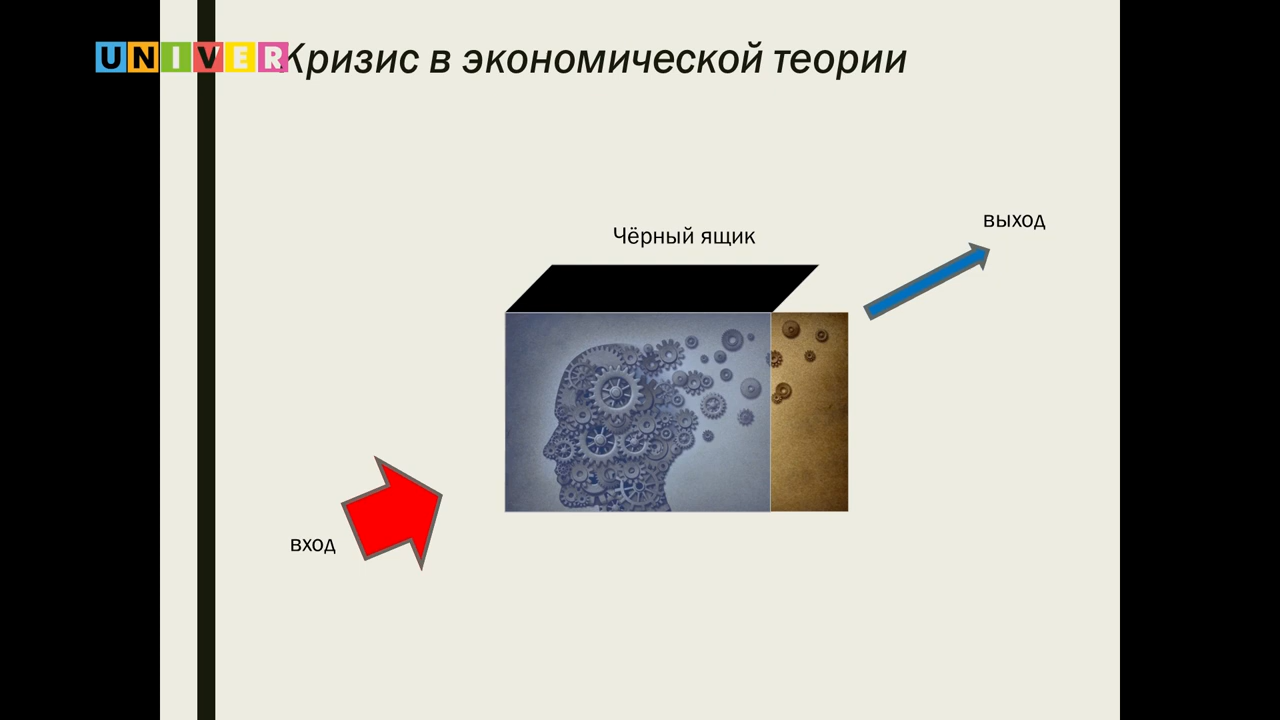 UNIVER
Кризис в экономической теории
выход
Чёрный ящик
вход